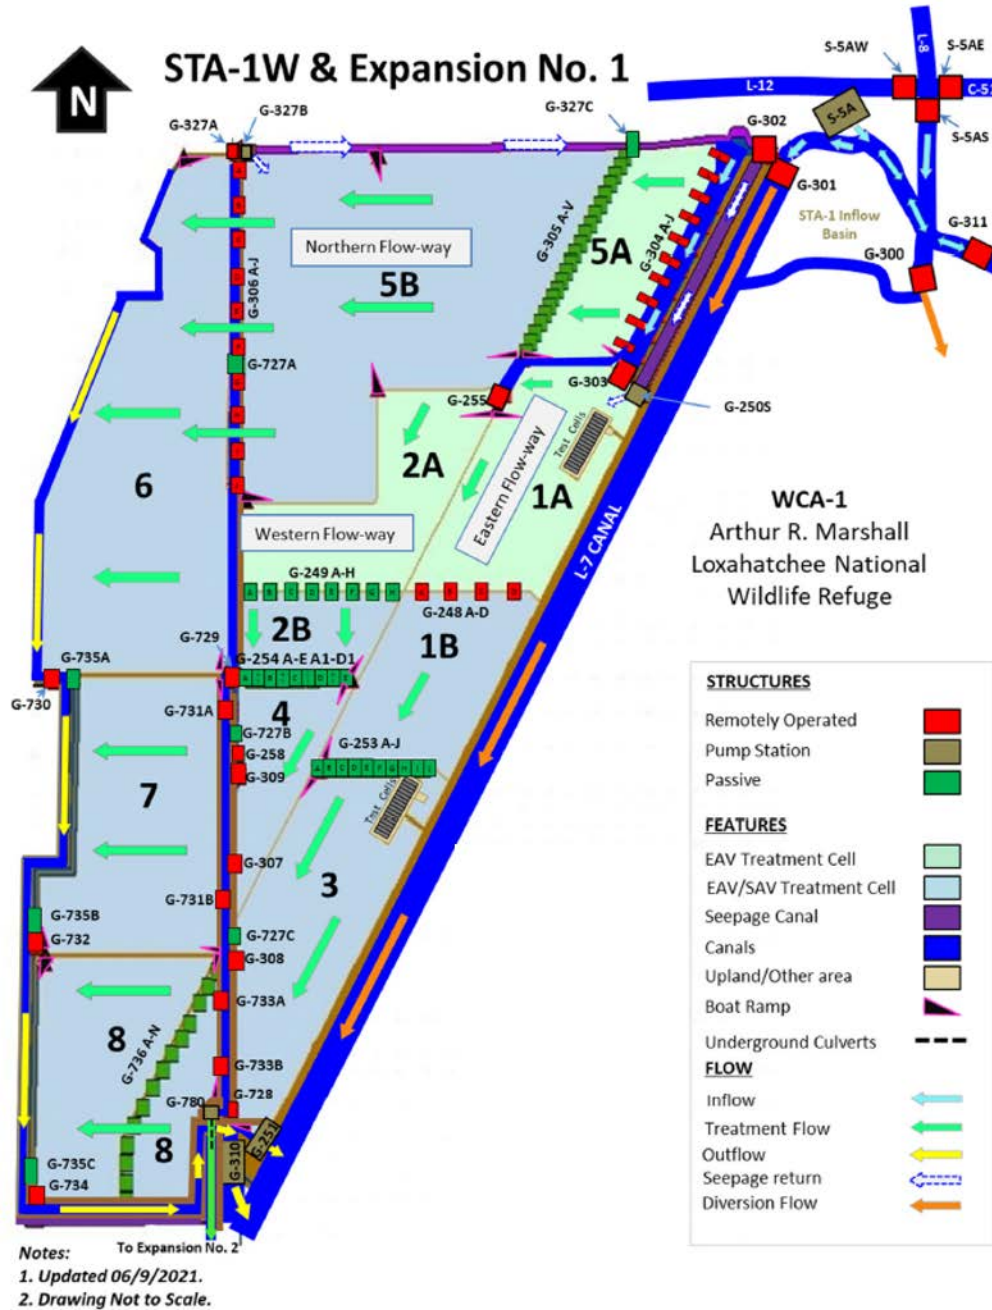 STA-1W & Expansion No. 1
N
L-8
S-5AW
S-5AE
L-12
C-51
S-5A
S-5AS
G-327B
G-327C
G-327A
G-302
G-301
STA-1 Inflow
Basin
G-311
G-300
Northern Flow-way
G-305 A-V
5A
G-304 A-J
5B
G-306 A-J
G-727A
G-303
G-255
G-250S
2A
Test Cells
Eastern Flow-way
1A
6
Western Flow-way
L-7 CANAL
WCA-1
Arthur R. Marshall
Loxahatchee National
Wildlife Refuge
G-249 A-H
A B C D E F G H
G-248 A-D
2B
1B
G-729
G-254 A-E A1-D1
G-735A
G-730
G-731A
4
G-727B
G-258
G-309
G-253 A-J
Test Cells
7
G-307
3
G-731B
G-735B
G-732
G-727C
G-308
G-733A
8
G-736 A-N
G-733B
G-780
G-728
8
G-310
G-251
G-735C
G-734
To Expansion No. 2
STRUCTURES
Remotely Operated
Pump Station
Passive
FEATURES
EAV Treatment Cell
EAV/SAV Treatment Cell
Seepage Canal
Canals
Upland/Other area
Boat Ramp
Underground Culverts
FLOW
Inflow
Treatment Flow
Outflow
Seepage return
Diversion Flow
Notes:
1. Updated 06/9/2021.
2. Drawing Not to Scale.